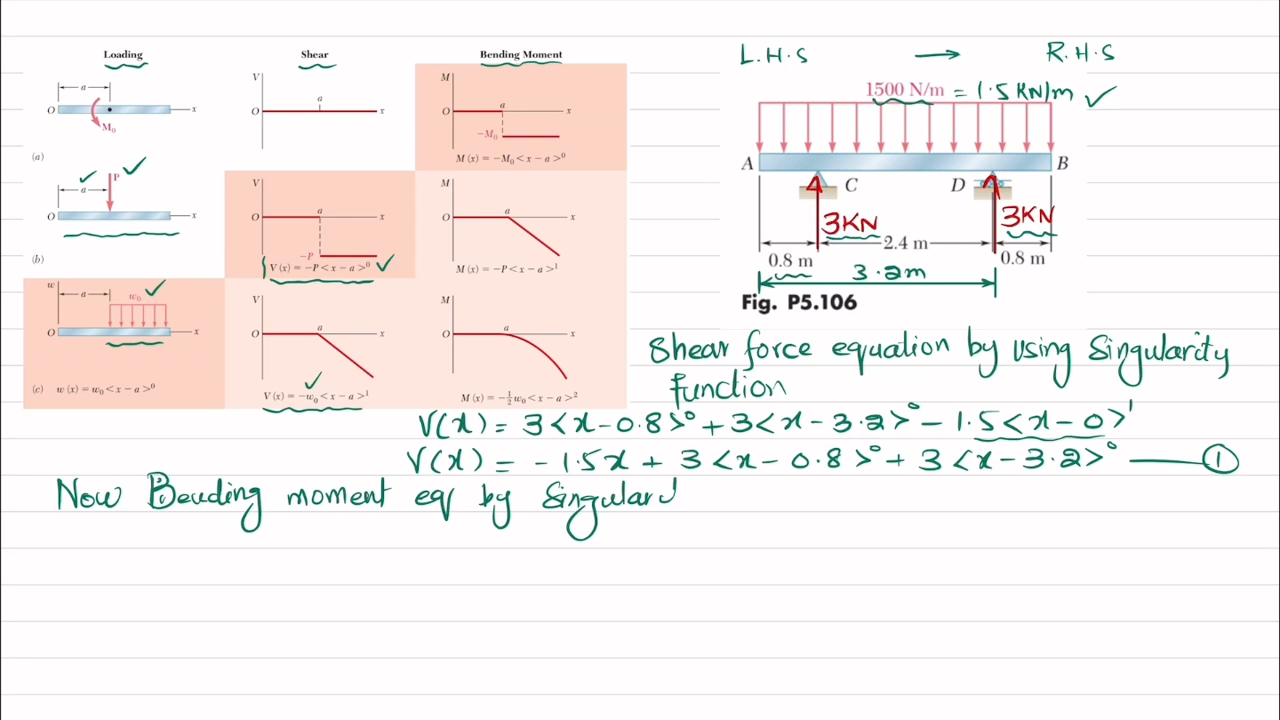 Loading Shear Bending Moment
a
O x
M₀
(a)
V
a
O x
M
a
O x
−M₀
M (x) = −M₀ < x − a >⁰
P
a
O x
(b)
V
a
O x
−P
V (x) = −P < x − a >⁰
M
a
O x
M (x) = −P < x − a >¹
w
a
w₀
O x
(c) w (x) = w₀ < x − a >⁰
V
a
O x
V (x) = −w₀ < x − a >¹
M
a
O x
M (x) = −½ w₀ < x − a >²
L.H.S → R.H.S
1500 N/m = 1.5 KN/m ✓
A B
C D
3KN 3KN
0.8 m 2.4 m 0.8 m
3.2m
Fig. P5.106
Shear force equation by using Singularity
function
V(x) = 3<x-0.8>⁰ + 3<x-3.2>⁰ - 1.5<x-0>¹
V(x) = -1.5x + 3<x-0.8>⁰ + 3<x-3.2>⁰ —— ①
Now Bending moment eq by Singular